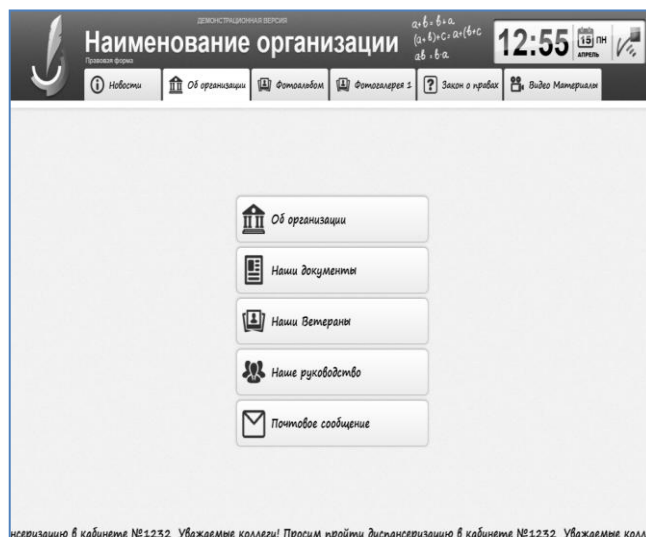 ДЕМОНСТРАЦИОННАЯ ВЕРСИЯ
Наименование организации
Правовая форма
a+b=b+a
(a+b)+c=a+(b+c
ab=ba
12:55
15 ПН
АПРЕЛЬ
Новости
Об организации
Фотоальбом
Фотогалерея 1
Закон о правах
Видео Материалы
Об организации
Наши документы
Наши Ветераны
Наше руководство
Почтовое сообщение
нсеризацию в кабинете №1232 Уважаемые коллеги! Просим пройти диспансеризацию в кабинете №1232 Уважаемые колл